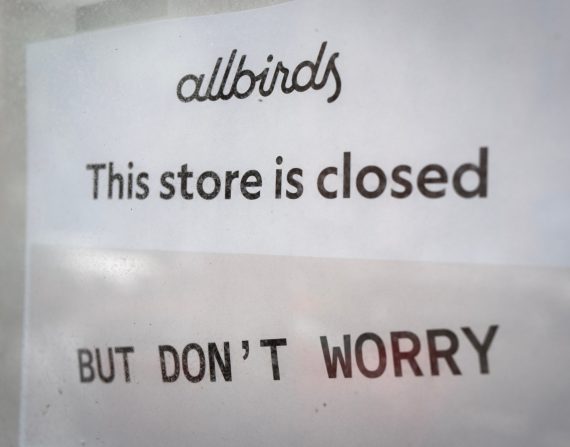 allbirds
This store is closed
BUT DON'T WORRY